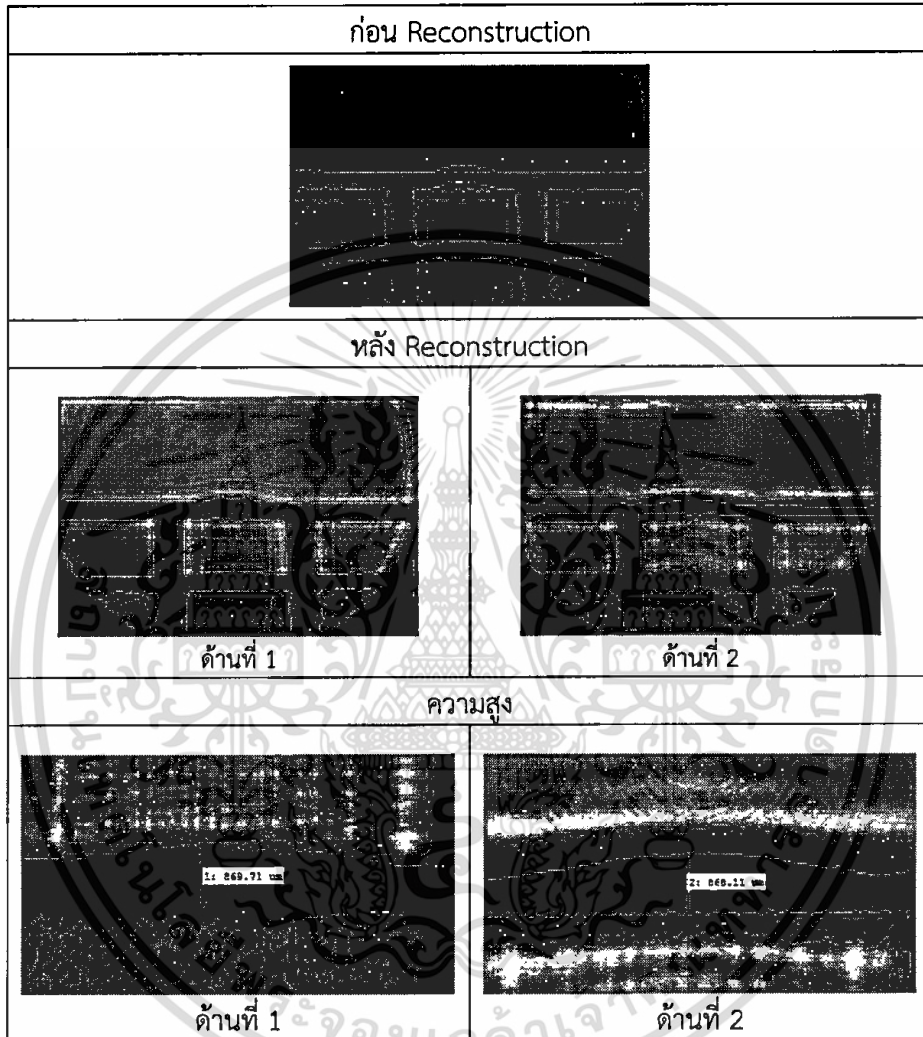 ก่อน Reconstruction
หลัง Reconstruction
ด้านที่ 1
ด้านที่ 2
ความสูง
1: 869.71 um
2: 868.11 um
ด้านที่ 1
ด้านที่ 2